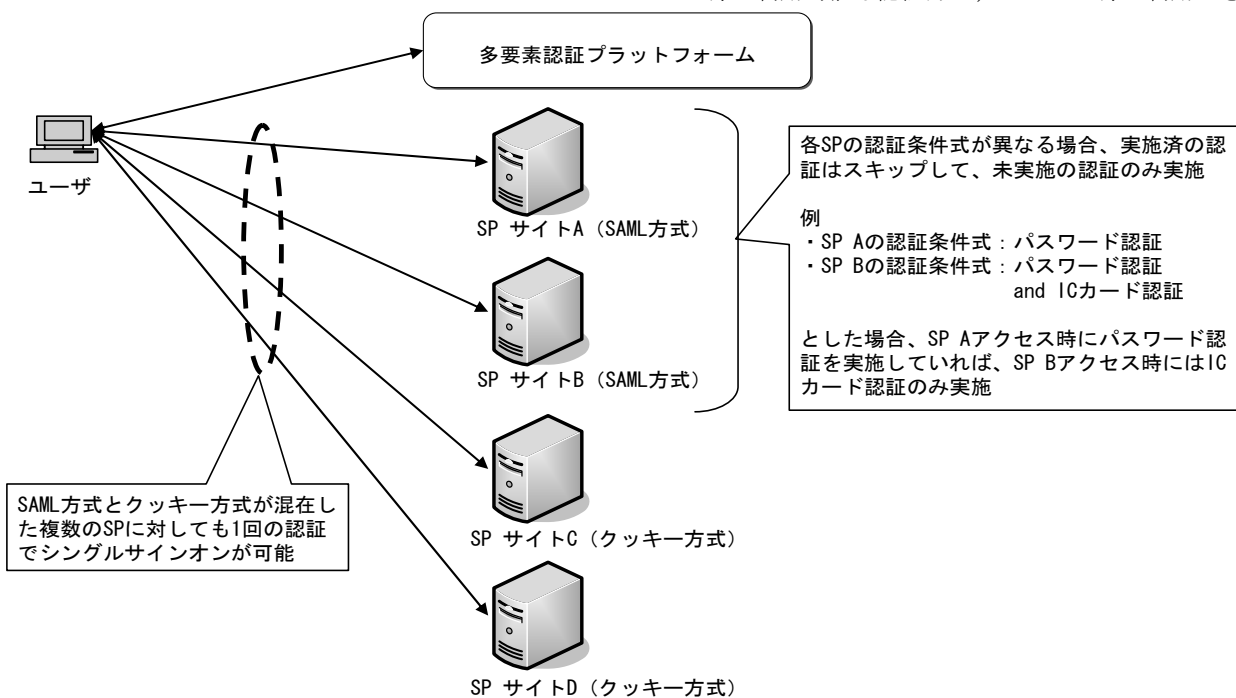 多要素認証プラットフォーム
ユーザ
SP サイトA（SAML方式）
SP サイトB（SAML方式）
SP サイトC（クッキー方式）
SP サイトD（クッキー方式）
各SPの認証条件式が異なる場合、実施済の認
証はスキップして、未実施の認証のみ実施
例
・SP Aの認証条件式：パスワード認証
・SP Bの認証条件式：パスワード認証
and ICカード認証
とした場合、SP Aアクセス時にパスワード認
証を実施していれば、SP Bアクセス時にはIC
カード認証のみ実施
SAML方式とクッキー方式が混在し
た複数のSPに対しても1回の認証
でシングルサインオンが可能